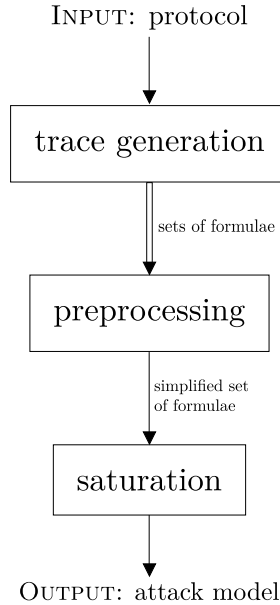 INPUT: protocol
trace generation
sets of formulae
preprocessing
simplified set
of formulae
saturation
OUTPUT: attack model